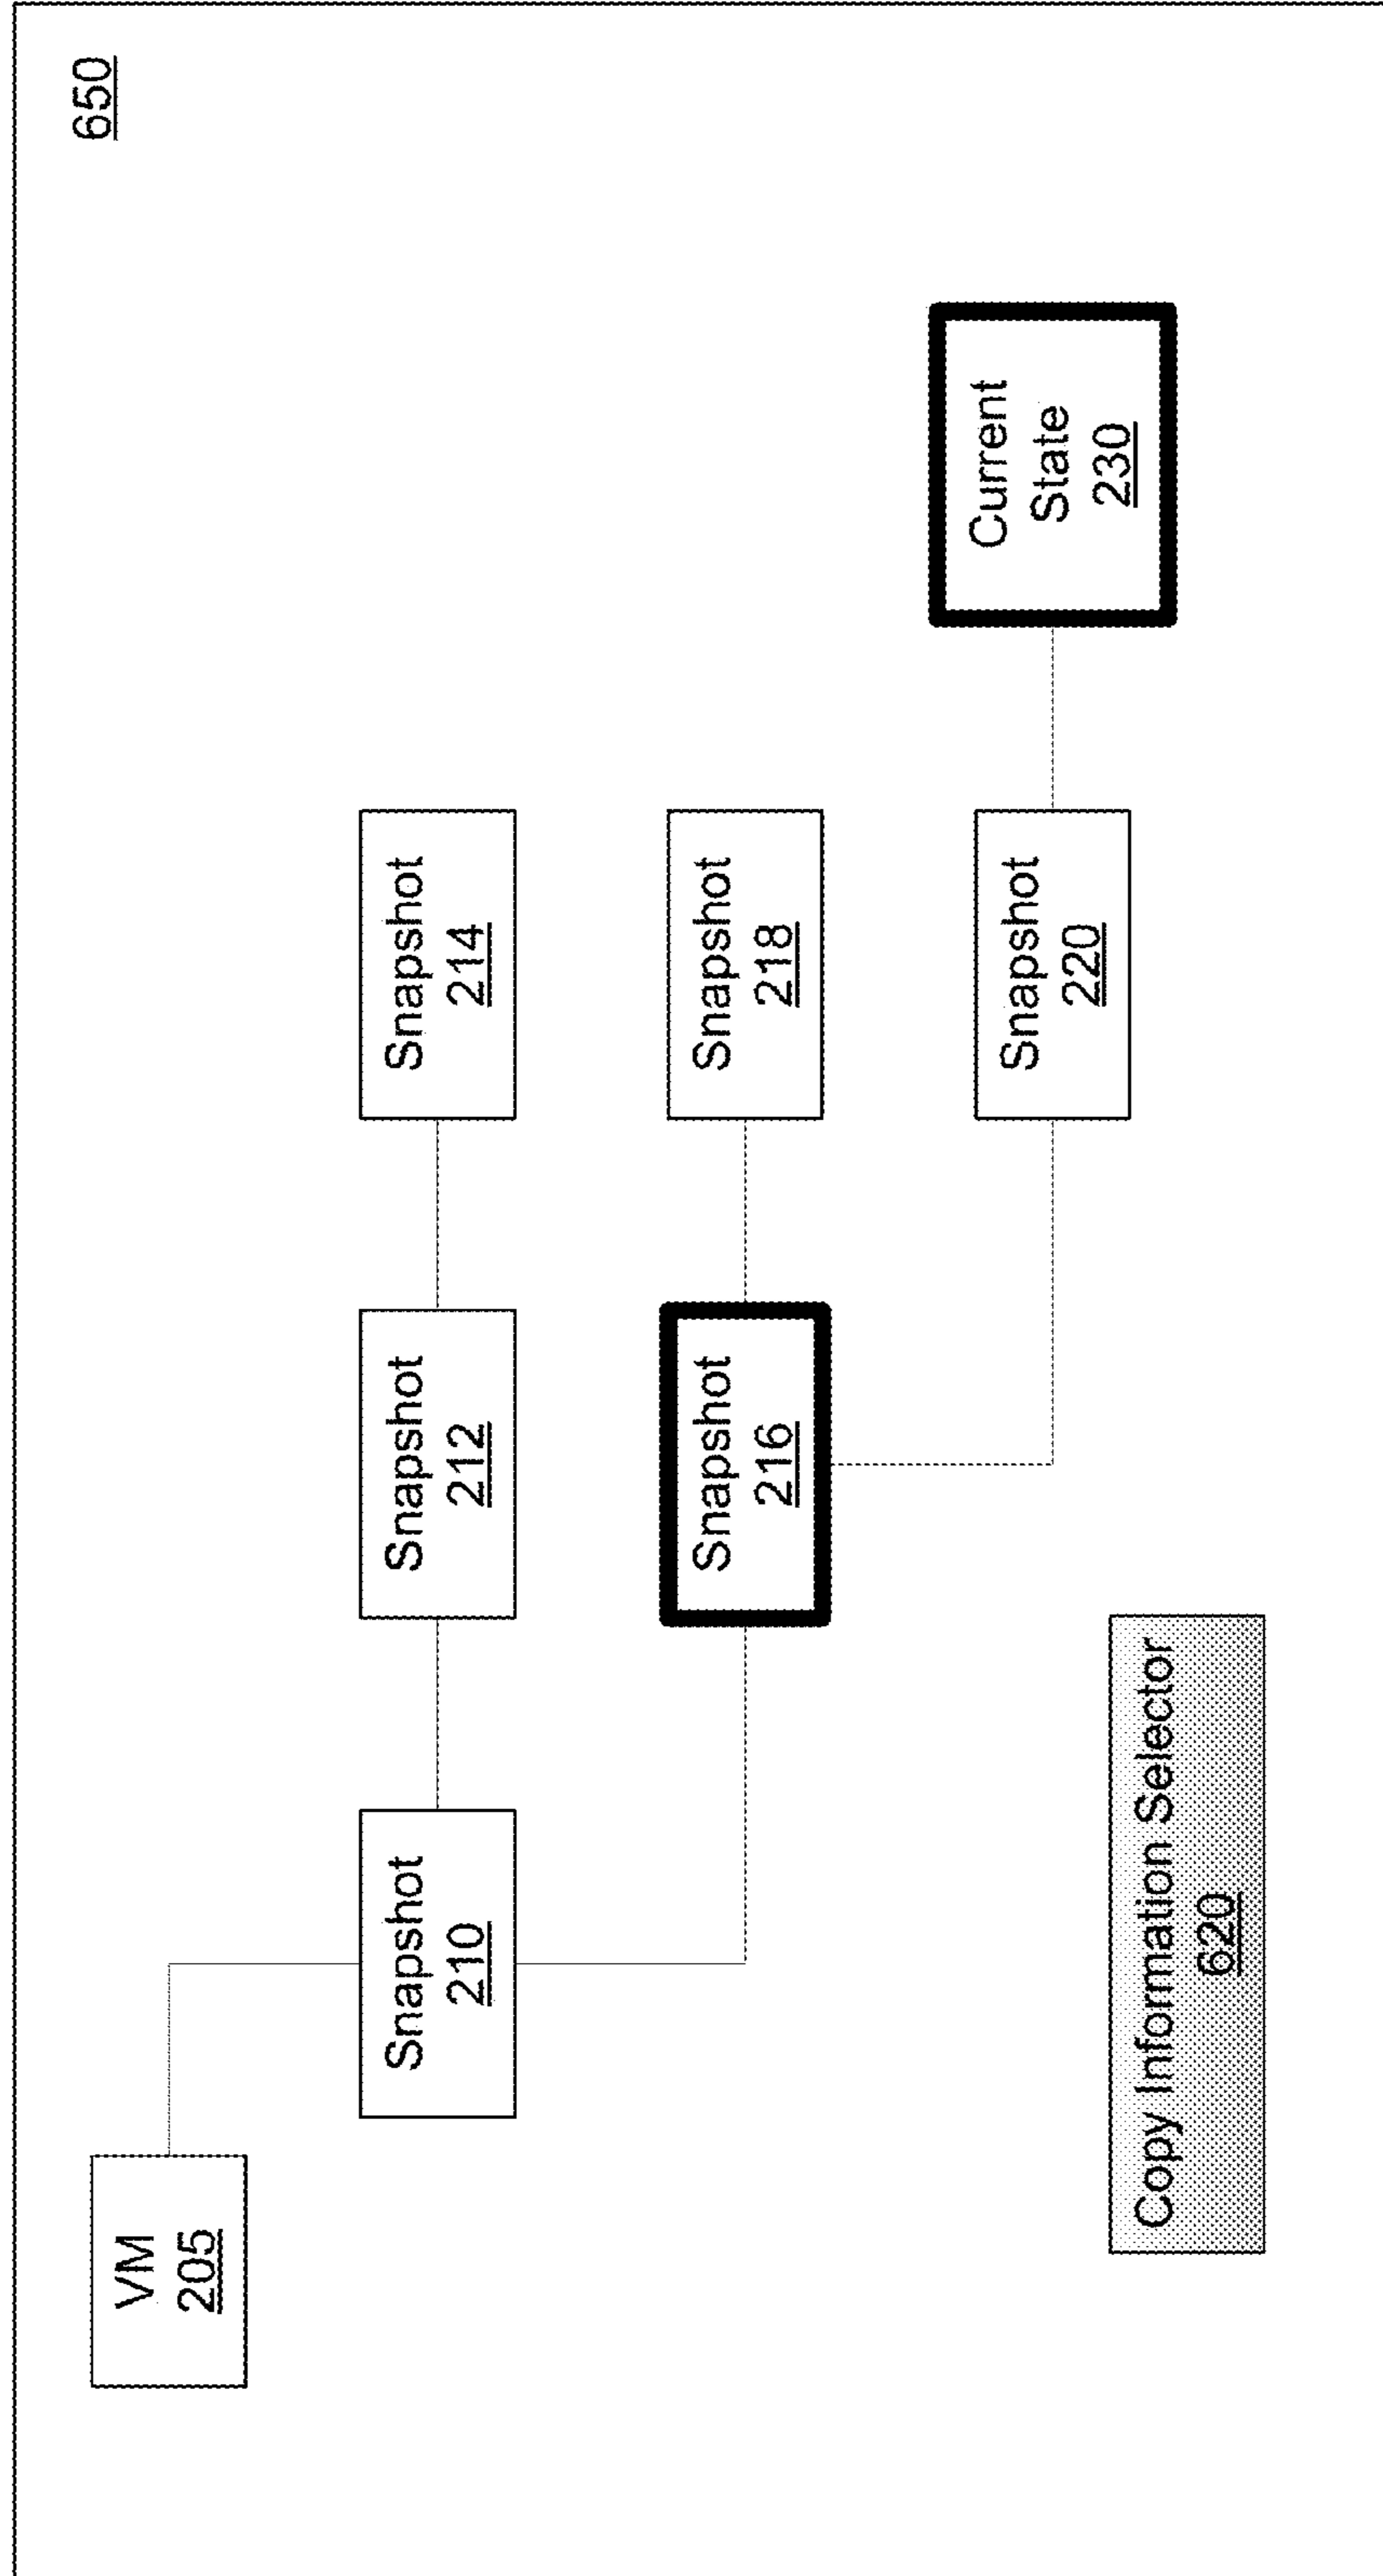 650
VM
205
Snapshot
210
Snapshot
212
Snapshot
214
Snapshot
216
Snapshot
218
Snapshot
220
Current
State
230
Copy Information Selector
620